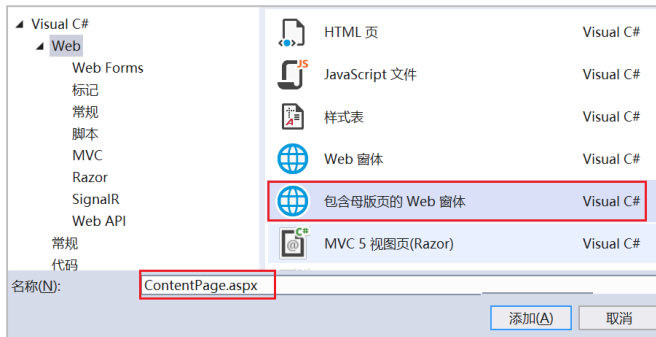 Visual C#
Web
Web Forms
标记
常规
脚本
MVC
Razor
SignalR
Web API
常规
代码
HTML 页 Visual C#
JS
JavaScript 文件 Visual C#
A
样式表 Visual C#
Web 窗体 Visual C#
包含母版页的 Web 窗体 Visual C#
C#
@
MVC 5 视图页(Razor) Visual C#
名称(N): ContentPage.aspx
添加(A) 取消